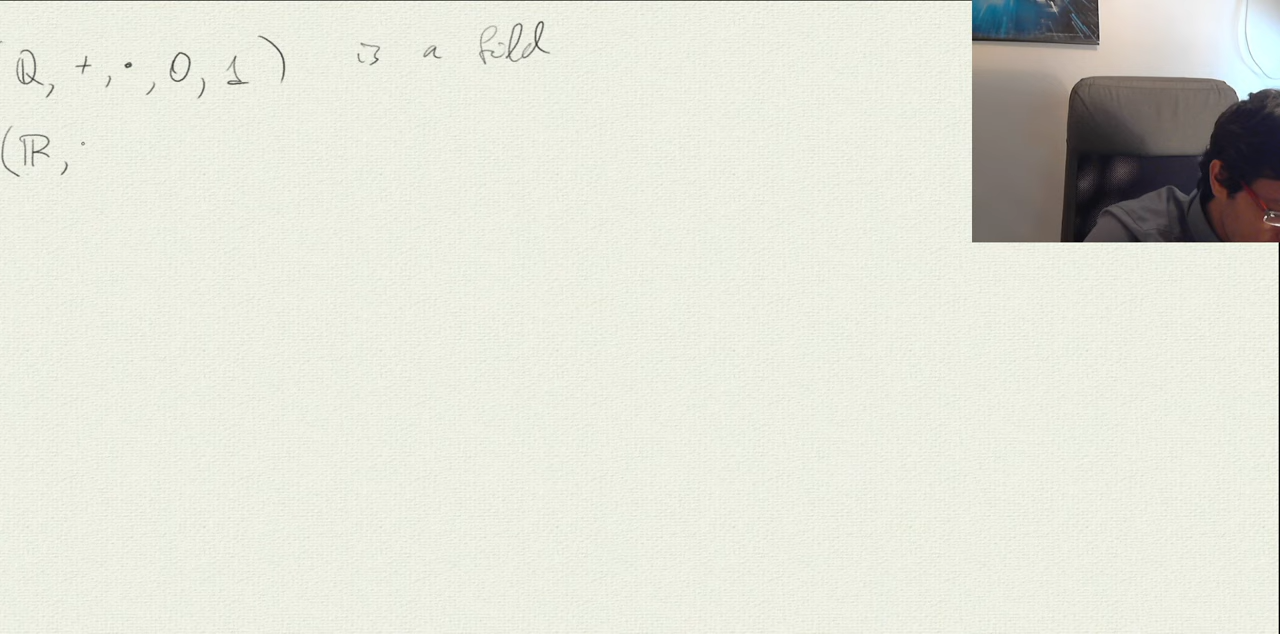 (ℚ, +, ·, 0, 1) is a field
(ℝ, ·